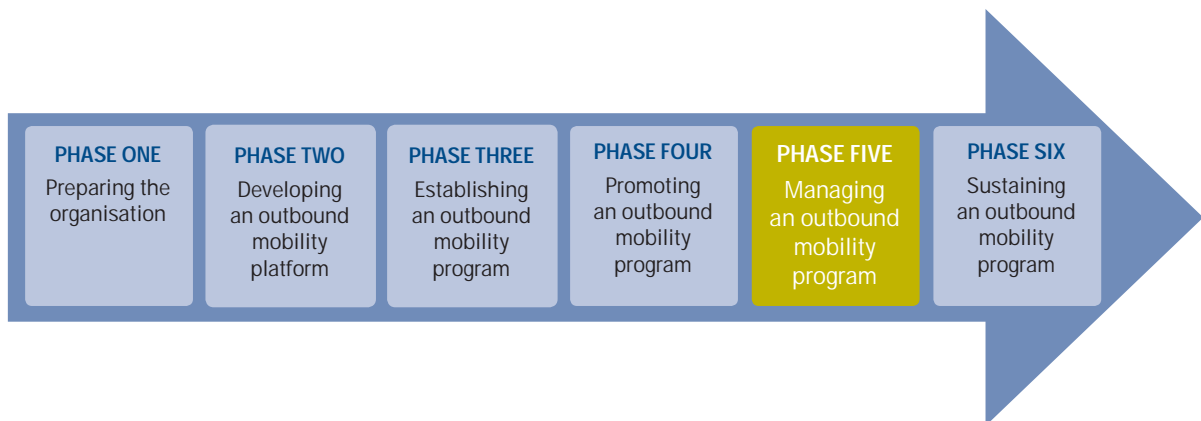 PHASE ONE
Preparing the
organisation
PHASE TWO
Developing
an outbound
mobility
platform
PHASE THREE
Establishing
an outbound
mobility
program
PHASE FOUR
Promoting
an outbound
mobility
program
PHASE FIVE
Managing
an outbound
mobility
program
PHASE SIX
Sustaining
an outbound
mobility
program